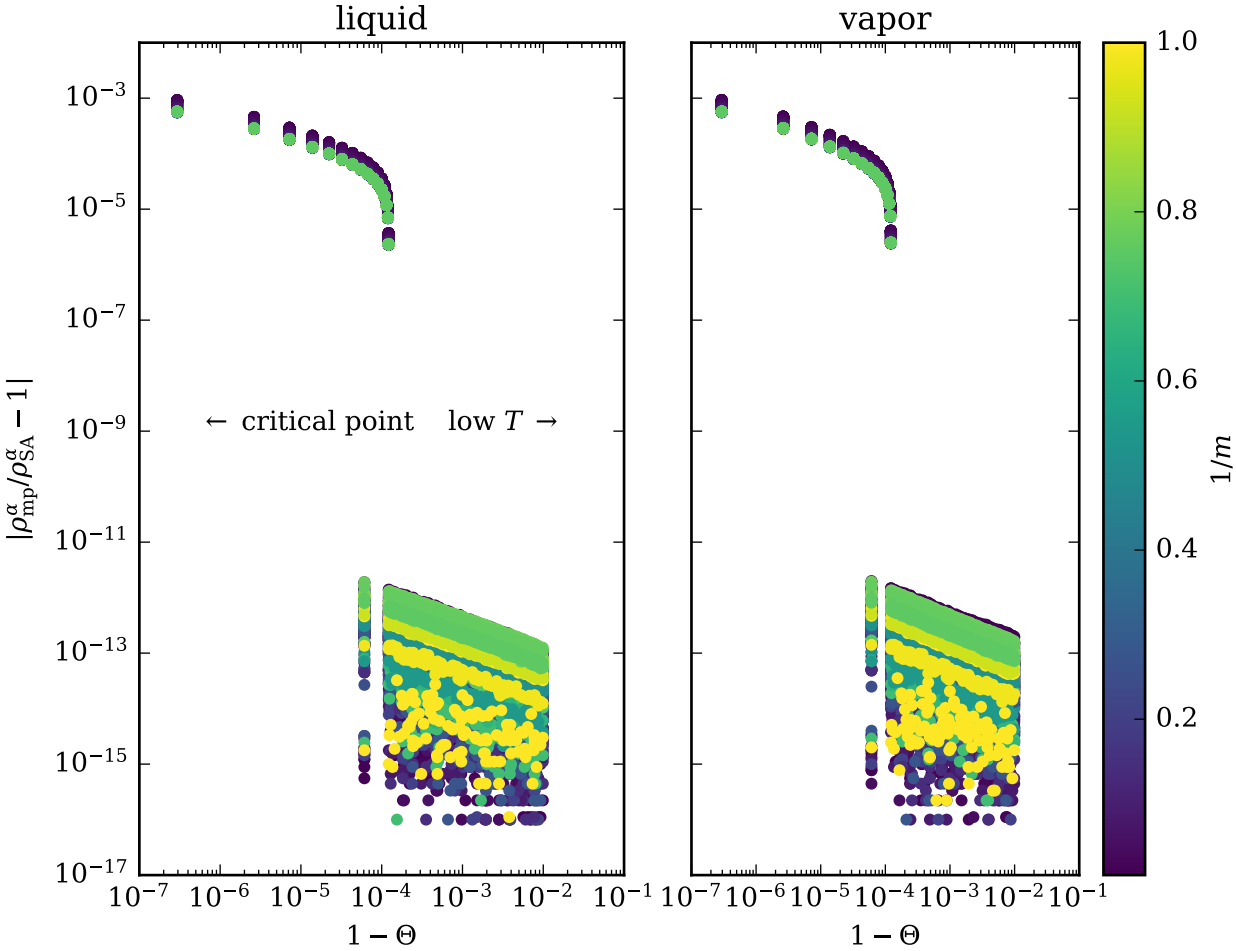 liquid
vapor
10⁻³
10⁻⁵
10⁻⁷
10⁻⁹
10⁻¹¹
10⁻¹³
10⁻¹⁵
10⁻¹⁷
|ρ^α_mp/ρ^α_SA − 1|
← critical point low T →
10⁻⁷ 10⁻⁶ 10⁻⁵ 10⁻⁴ 10⁻³ 10⁻² 10⁻¹
1 − Θ
10⁻⁷ 10⁻⁶ 10⁻⁵ 10⁻⁴ 10⁻³ 10⁻² 10⁻¹
1 − Θ
1.0
0.8
0.6
0.4
0.2
1/m